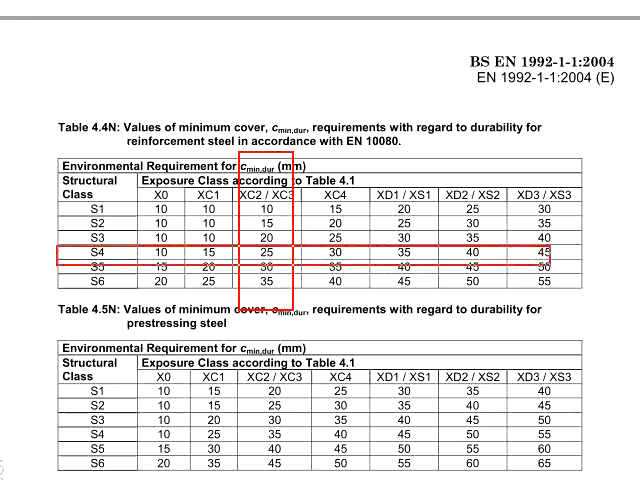 BS EN 1992-1-1:2004
EN 1992-1-1:2004 (E)
Table 4.4N: Values of minimum cover, cmin,dur, requirements with regard to durability for
reinforcement steel in accordance with EN 10080.
Environmental Requirement for cmin,dur (mm)
Structural Class Exposure Class according to Table 4.1
X0 XC1 XC2 / XC3 XC4 XD1 / XS1 XD2 / XS2 XD3 / XS3
S1 10 10 10 15 20 25 30
S2 10 10 15 20 25 30 35
S3 10 10 20 25 30 35 40
S4 10 15 25 30 35 40 45
S5 15 20 30 35 40 45 50
S6 20 25 35 40 45 50 55
Table 4.5N: Values of minimum cover, cmin,dur, requirements with regard to durability for
prestressing steel
Environmental Requirement for cmin,dur (mm)
Structural Class Exposure Class according to Table 4.1
X0 XC1 XC2 / XC3 XC4 XD1 / XS1 XD2 / XS2 XD3 / XS3
S1 10 15 20 25 30 35 40
S2 10 15 25 30 35 40 45
S3 10 20 30 35 40 45 50
S4 10 25 35 40 45 50 55
S5 15 30 40 45 50 55 60
S6 20 35 45 50 55 60 65